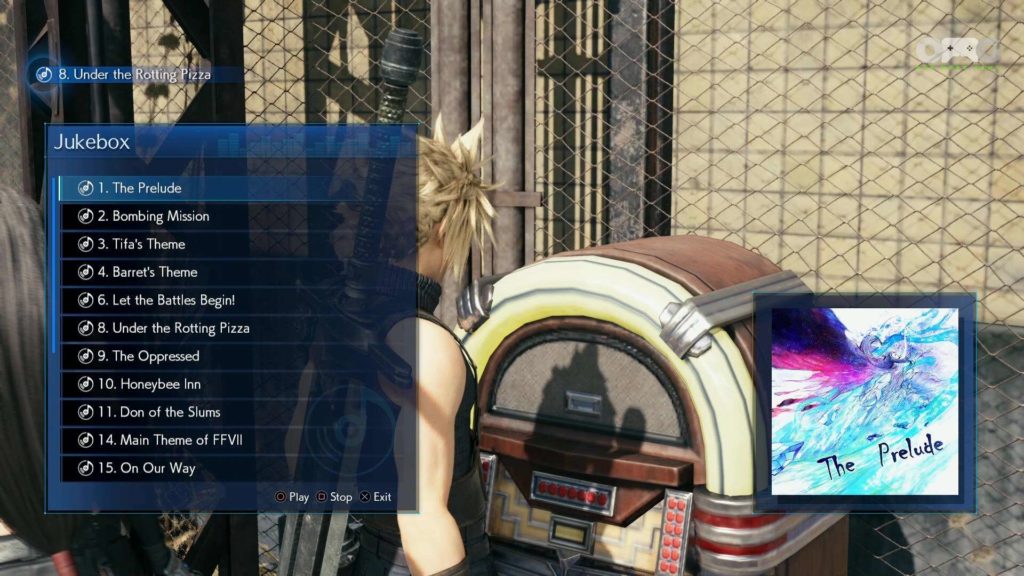 8. Under the Rotting Pizza
Jukebox
1. The Prelude
2. Bombing Mission
3. Tifa's Theme
4. Barret's Theme
6. Let the Battles Begin!
8. Under the Rotting Pizza
9. The Oppressed
10. Honeybee Inn
11. Don of the Slums
14. Main Theme of FFVII
15. On Our Way
Play Stop Exit
The Prelude